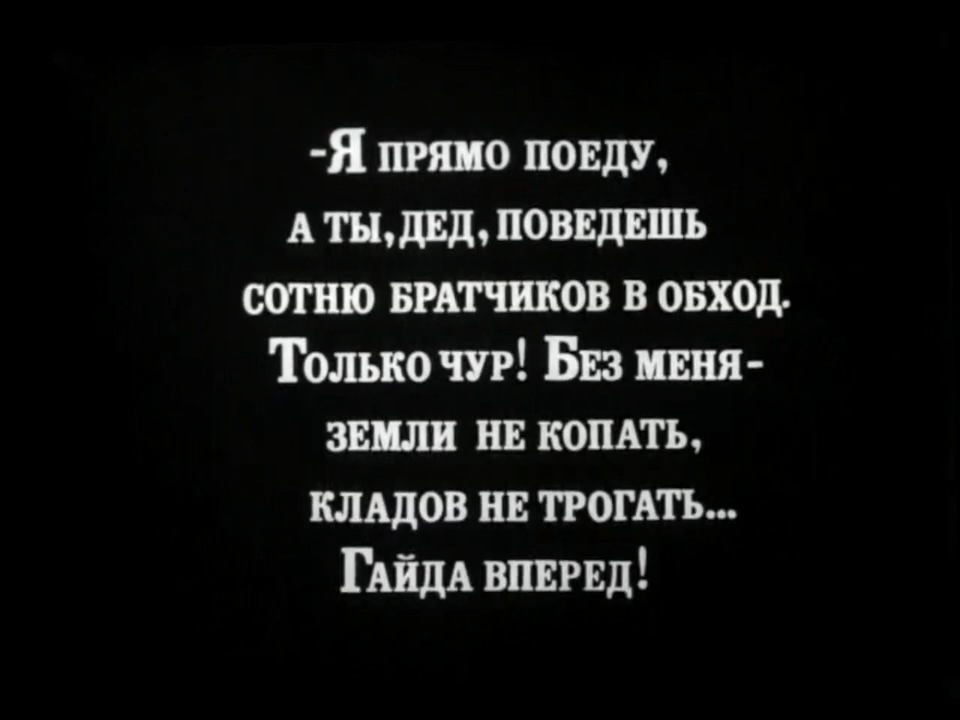 -Я ПРЯМО ПОЕДУ,
А ТЫ, ДЕД, ПОВЕДЕШЬ
СОТНЮ БРАТЧИКОВ В ОБХОД.
ТОЛЬКО ЧУР! БЕЗ МЕНЯ-
ЗЕМЛИ НЕ КОПАТЬ,
КЛАДОВ НЕ ТРОГАТЬ...
ГАЙДА ВПЕРЕД!